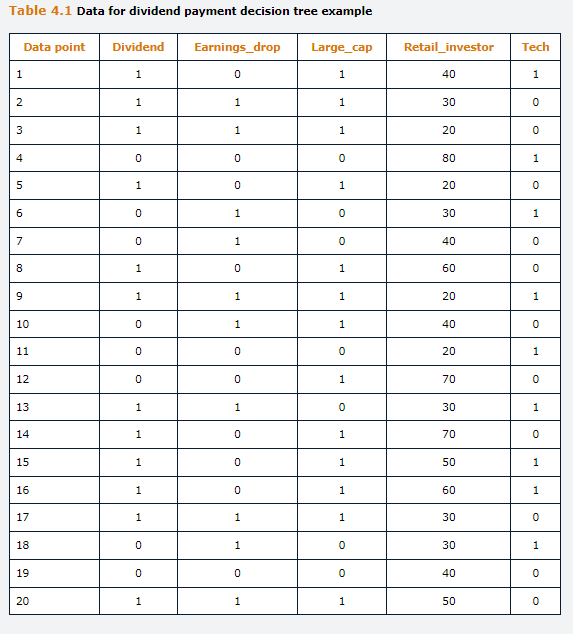 Table 4.1 Data for dividend payment decision tree example
Data point Dividend Earnings_drop Large_cap Retail_investor Tech
1 1 0 1 40 1
2 1 1 1 30 0
3 1 1 1 20 0
4 0 0 0 80 1
5 1 0 1 20 0
6 0 1 0 30 1
7 0 1 0 40 0
8 1 0 1 60 0
9 1 1 1 20 1
10 0 1 1 40 0
11 0 0 0 20 1
12 0 0 1 70 0
13 1 1 0 30 1
14 1 0 1 70 0
15 1 0 1 50 1
16 1 0 1 60 1
17 1 1 1 30 0
18 0 1 0 30 1
19 0 0 0 40 0
20 1 1 1 50 0